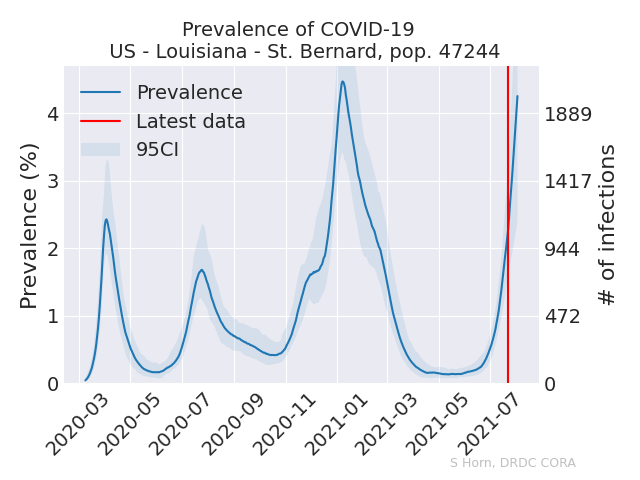 Prevalence of COVID-19
US - Louisiana - St. Bernard, pop. 47244
Prevalence
Latest data
95CI
Prevalence (%)
4
3
2
1
0
1889
1417
944
472
0
# of infections
2020-03
2020-05
2020-07
2020-09
2020-11
2021-01
2021-03
2021-05
2021-07
S Horn, DRDC CORA